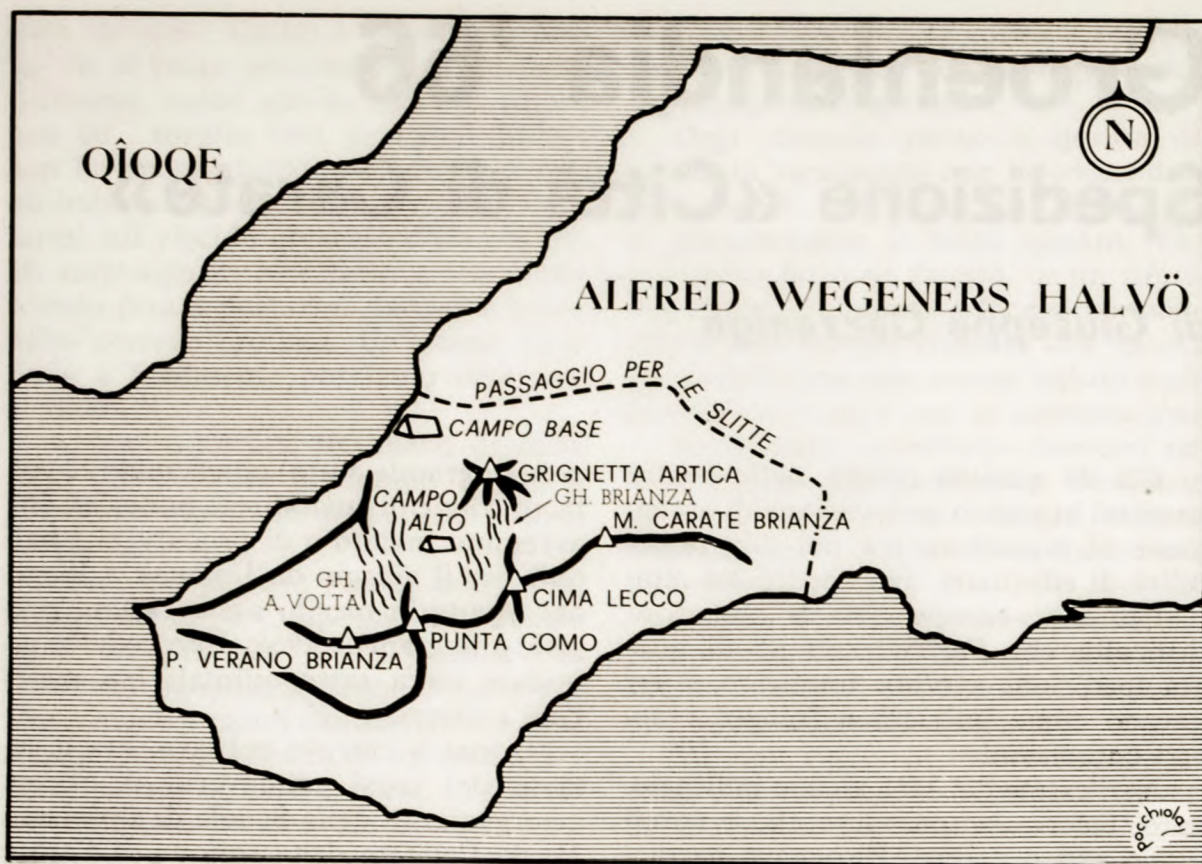 QÎOQE
N
ALFRED WEGENERS HALVÖ
PASSAGGIO PER LE SLITTE
CAMPO BASE
GRIGNETTA ARTICA
CAMPO
ALTO
GH. BRIANZA
M. CARATE BRIANZA
GH.
A. VOLTA
CIMA LECCO
PUNTA COMO
P. VERANO BRIANZA
Pocchiola